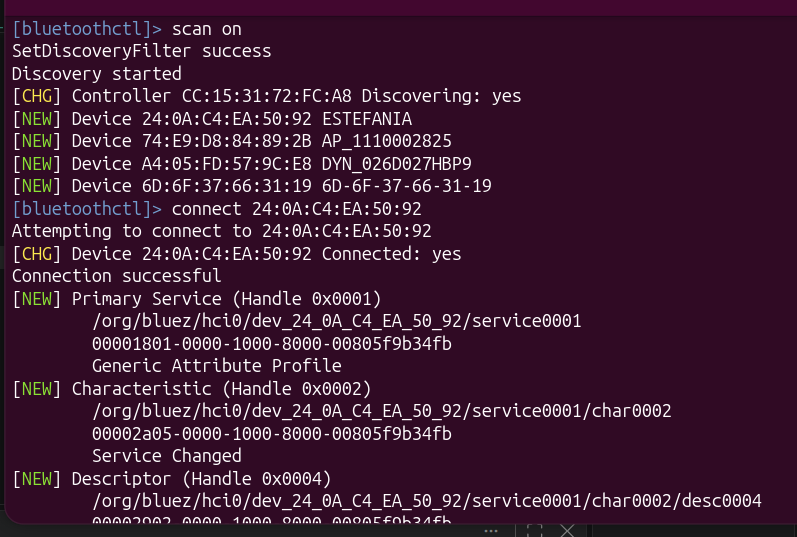 [bluetoothctl]> scan on
SetDiscoveryFilter success
Discovery started
[CHG] Controller CC:15:31:72:FC:A8 Discovering: yes
[NEW] Device 24:0A:C4:EA:50:92 ESTEFANIA
[NEW] Device 74:E9:D8:84:89:2B AP_1110002825
[NEW] Device A4:05:FD:57:9C:E8 DYN_026D027HBP9
[NEW] Device 6D:6F:37:66:31:19 6D-6F-37-66-31-19
[bluetoothctl]> connect 24:0A:C4:EA:50:92
Attempting to connect to 24:0A:C4:EA:50:92
[CHG] Device 24:0A:C4:EA:50:92 Connected: yes
Connection successful
[NEW] Primary Service (Handle 0x0001)
/org/bluez/hci0/dev_24_0A_C4_EA_50_92/service0001
00001801-0000-1000-8000-00805f9b34fb
Generic Attribute Profile
[NEW] Characteristic (Handle 0x0002)
/org/bluez/hci0/dev_24_0A_C4_EA_50_92/service0001/char0002
00002a05-0000-1000-8000-00805f9b34fb
Service Changed
[NEW] Descriptor (Handle 0x0004)
/org/bluez/hci0/dev_24_0A_C4_EA_50_92/service0001/char0002/desc0004
00002902-0000-1000-8000-00805f9b34fb